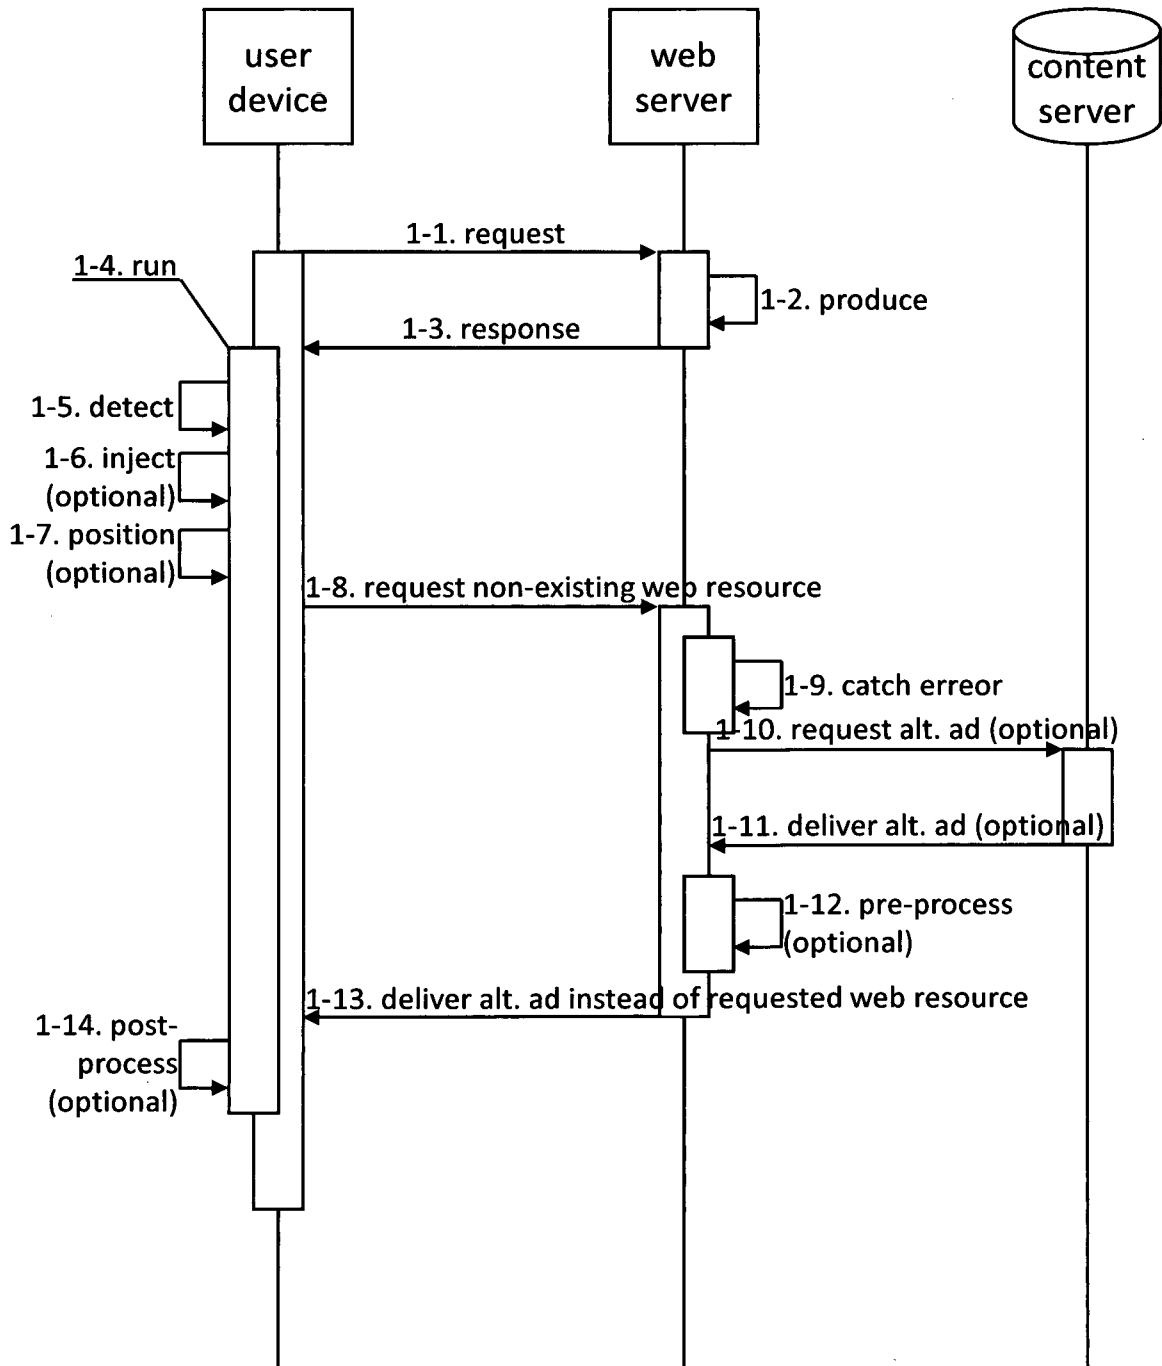 user
device
web
server
content
server
1-1. request
1-4. run
1-2. produce
1-3. response
1-5. detect
1-6. inject
(optional)
1-7. position
(optional)
1-8. request non-existing web resource
1-9. catch erreor
1-10. request alt. ad (optional)
1-11. deliver alt. ad (optional)
1-12. pre-process
(optional)
1-13. deliver alt. ad instead of requested web resource
1-14. post-
process
(optional)